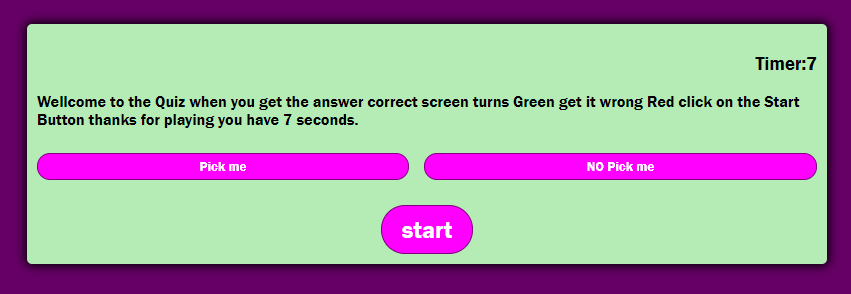 Timer:7
Wellcome to the Quiz when you get the answer correct screen turns Green get it wrong Red click on the Start
Button thanks for playing you have 7 seconds.
Pick me
NO Pick me
start